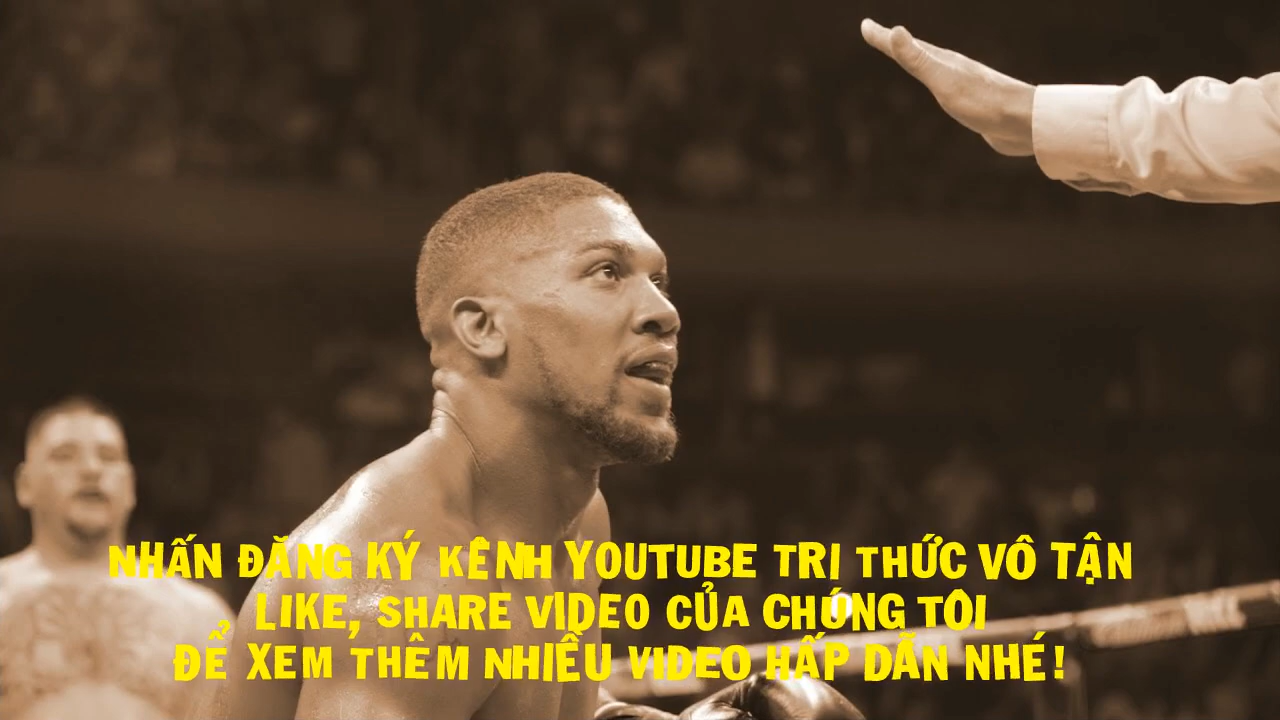 NHẤN ĐĂNG KÝ KÊNH YOUTUBE TRI THỨC VÔ TẬN
LIKE, SHARE VIDEO CỦA CHÚNG TÔI
ĐỂ XEM THÊM NHIỀU VIDEO HẤP DẪN NHÉ!